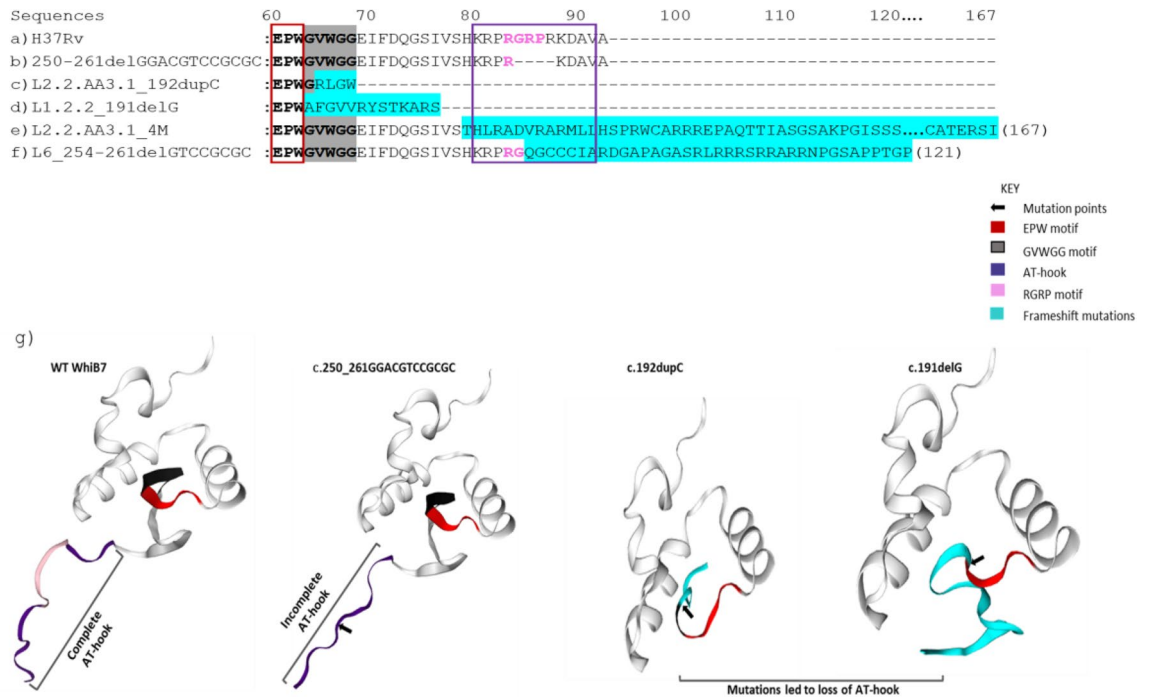 Sequences 60 70 80 90 100 110 120.... 167
a)H37Rv :EPWGVWGGEIFDQGSIVSHKRPRGRPRKDAVA--------------------------------------
b)250-261delGGACGTCCGCGC:EPWGVWGGEIFDQGSIVSHKRPR----KDAVA--------------------------------------
c)L2.2.AA3.1_192dupC :EPWGRLGW--------------------------------------------------------------
d)L1.2.2_191delG :EPWAFGVVRYSTKARS------------------------------------------------------
e)L2.2.AA3.1_4M :EPWGVWGGEIFDQGSIVSTHLRADVRARMLLHSPRWCARRREPAQTTIASGSAKPGISSS....CATERSI(167)
f)L6_254-261delGTCCGCGC :EPWGVWGGEIFDQGSIVSHKRPRGQGCCCIARDGAPAGASRLRRRSRRARRNPGSAPPTGP(121)
KEY
Mutation points
EPW motif
GVWGG motif
AT-hook
RGRP motif
Frameshift mutations
g)
WT WhiB7
c.250_261GGACGTCCGCGC
c.192dupC
c.191delG
Complete
AT-hook
Incomplete
AT-hook
Mutations led to loss of AT-hook